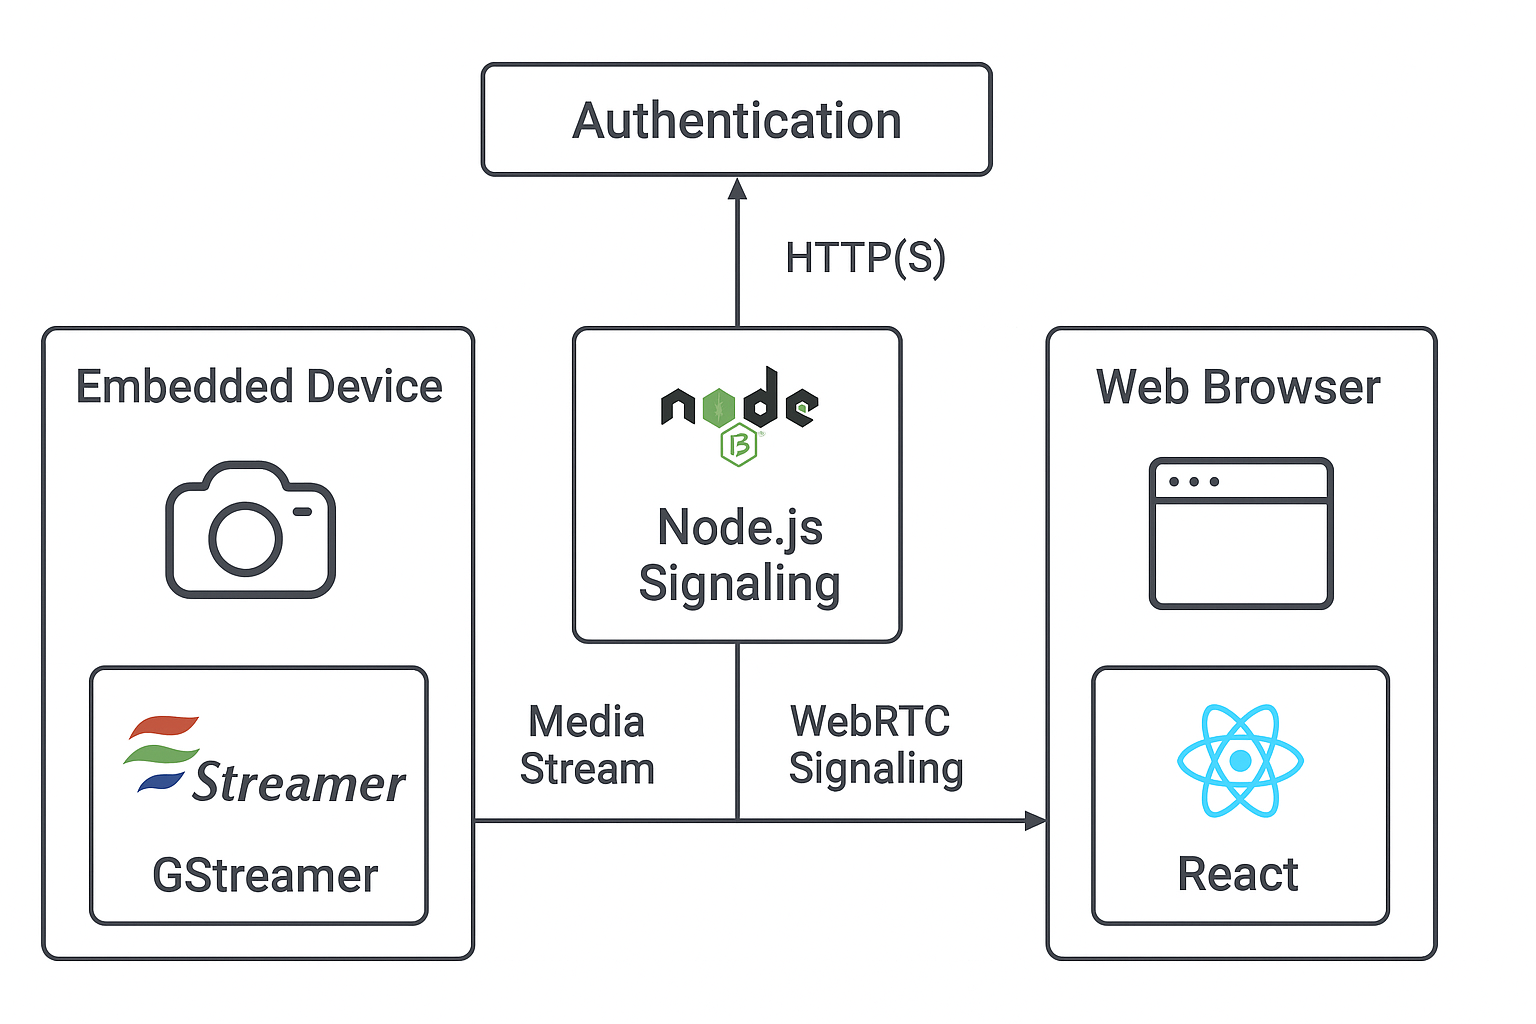 Authentication
HTTP(S)
Embedded Device
node
B
Node.js
Signaling
Web Browser
Media
Stream
WebRTC
Signaling
Streamer
GStreamer
React